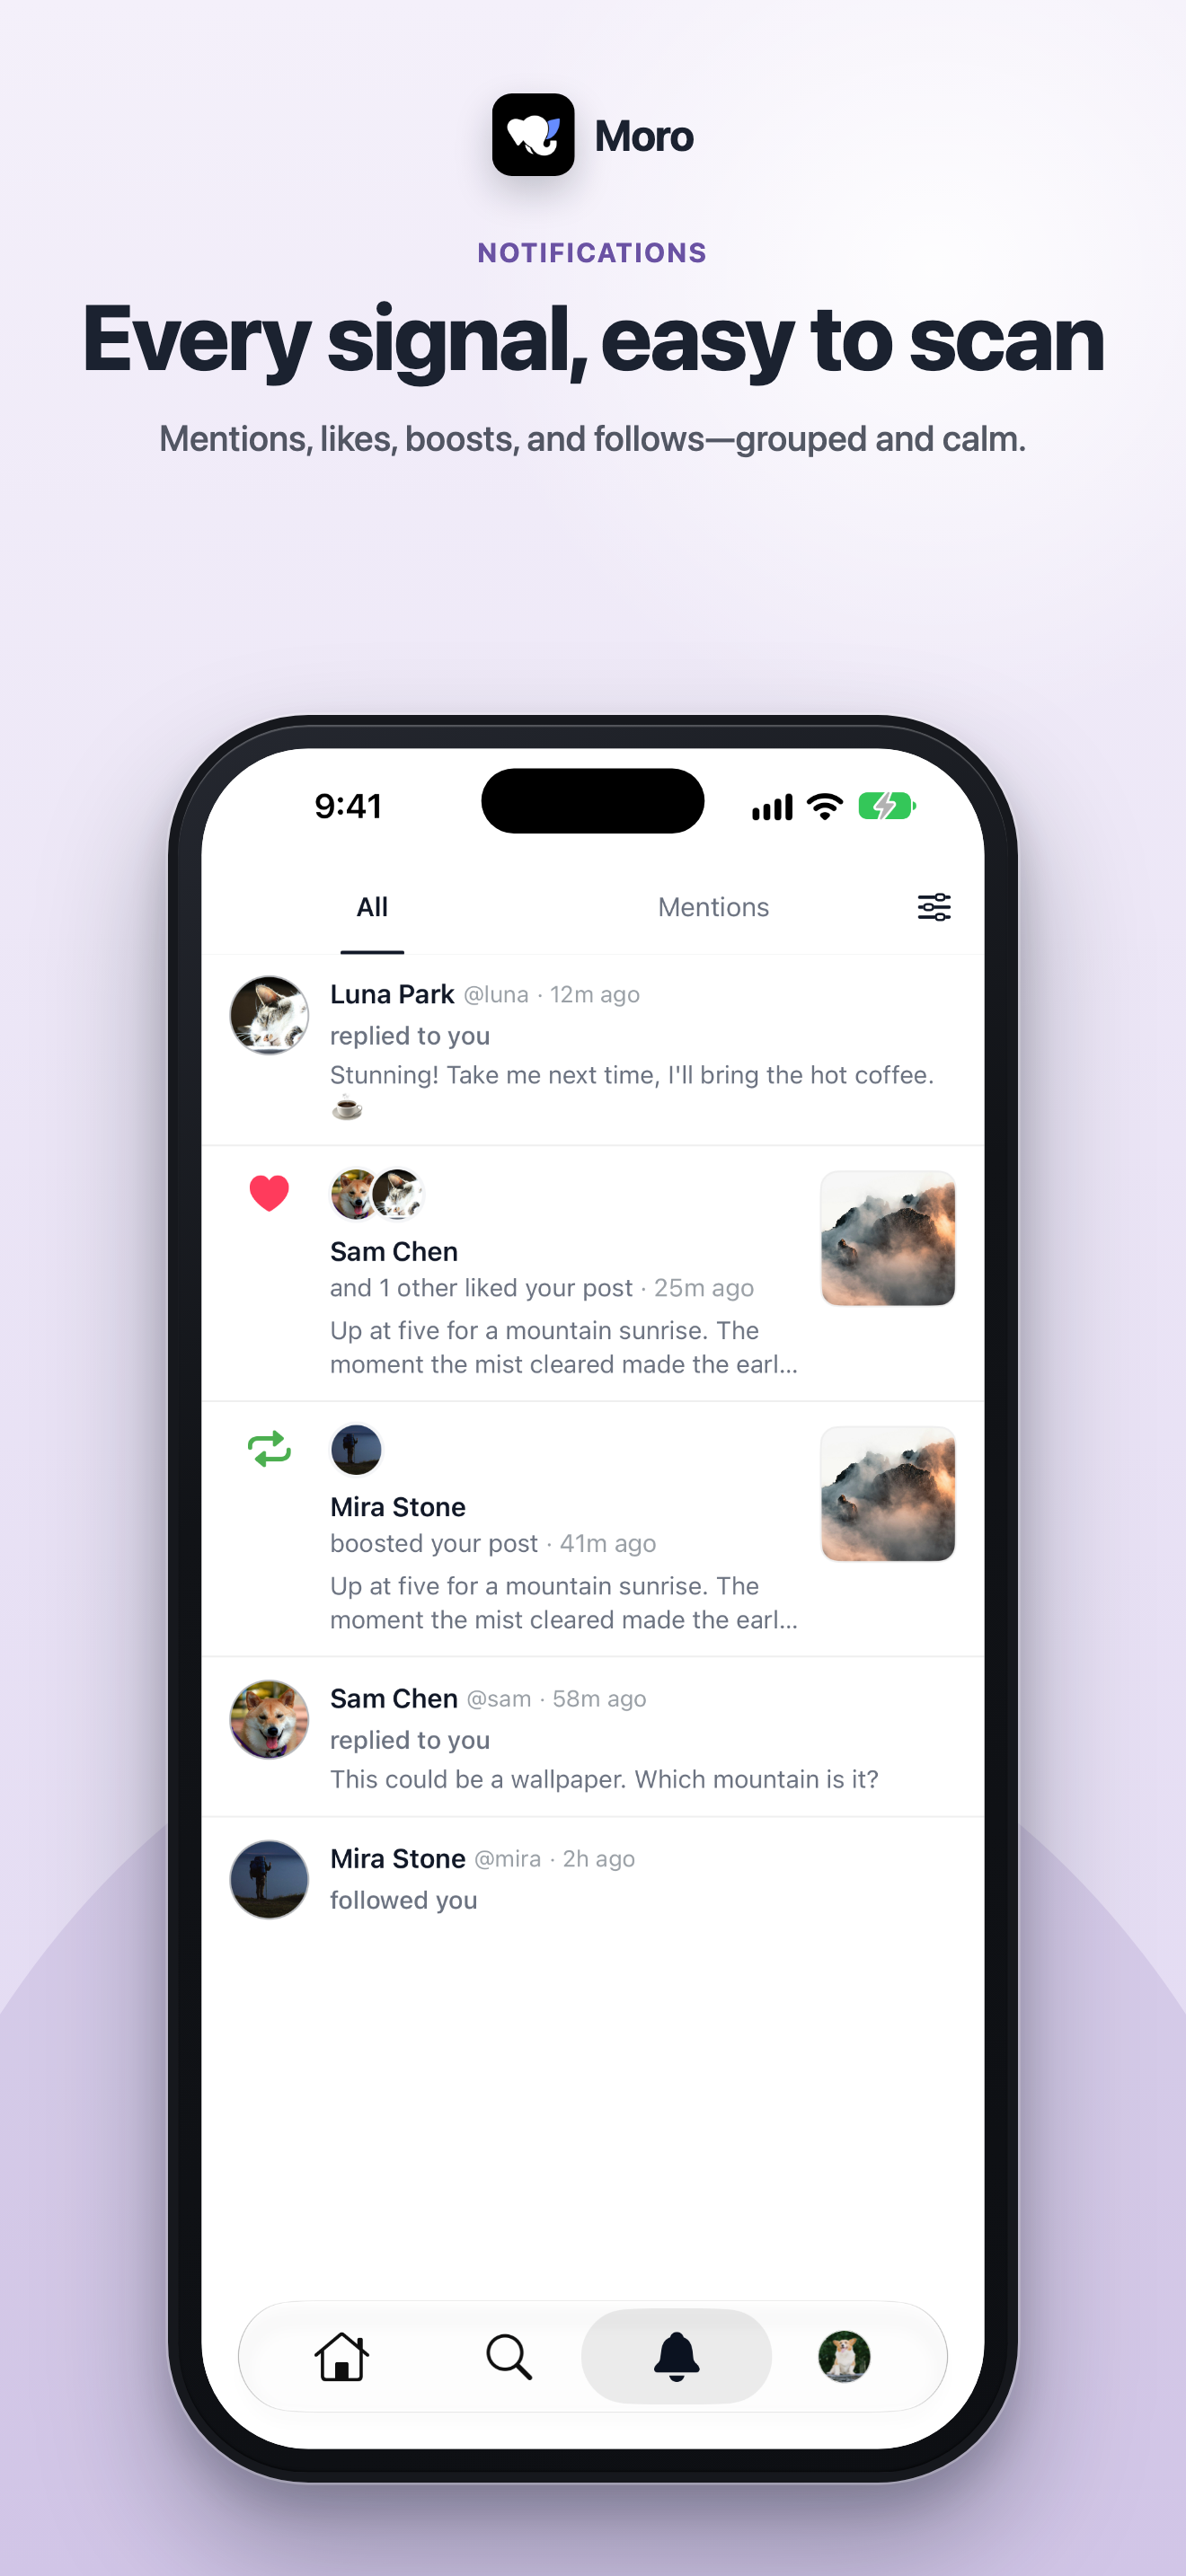 Moro
NOTIFICATIONS
Every signal, easy to scan
Mentions, likes, boosts, and follows—grouped and calm.
9:41
All
Mentions
Luna Park @luna · 12m ago
replied to you
Stunning! Take me next time, I'll bring the hot coffee.
☕
Sam Chen
and 1 other liked your post · 25m ago
Up at five for a mountain sunrise. The
moment the mist cleared made the earl...
Mira Stone
boosted your post · 41m ago
Up at five for a mountain sunrise. The
moment the mist cleared made the earl...
Sam Chen @sam · 58m ago
replied to you
This could be a wallpaper. Which mountain is it?
Mira Stone @mira · 2h ago
followed you